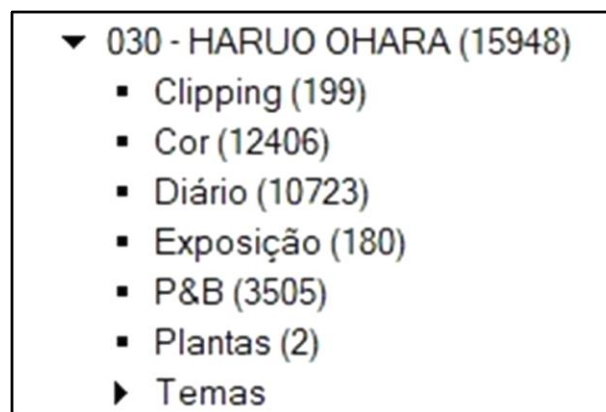 030 - HARUO OHARA (15948)
Clipping (199)
Cor (12406)
Diário (10723)
Exposição (180)
P&B (3505)
Plantas (2)
Temas